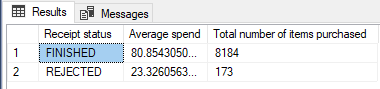 Results Messages
Receipt status Average spend Total number of items purchased
1 FINISHED 80.8543050... 8184
2 REJECTED 23.3260563... 173